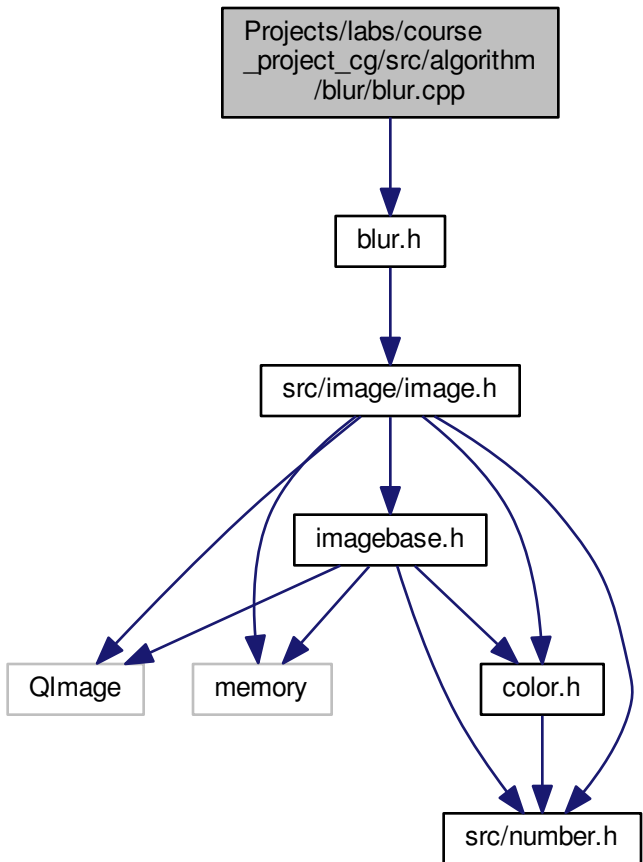 Projects/labs/course
_project_cg/src/algorithm
/blur/blur.cpp
blur.h
src/image/image.h
imagebase.h
QImage
memory
color.h
src/number.h